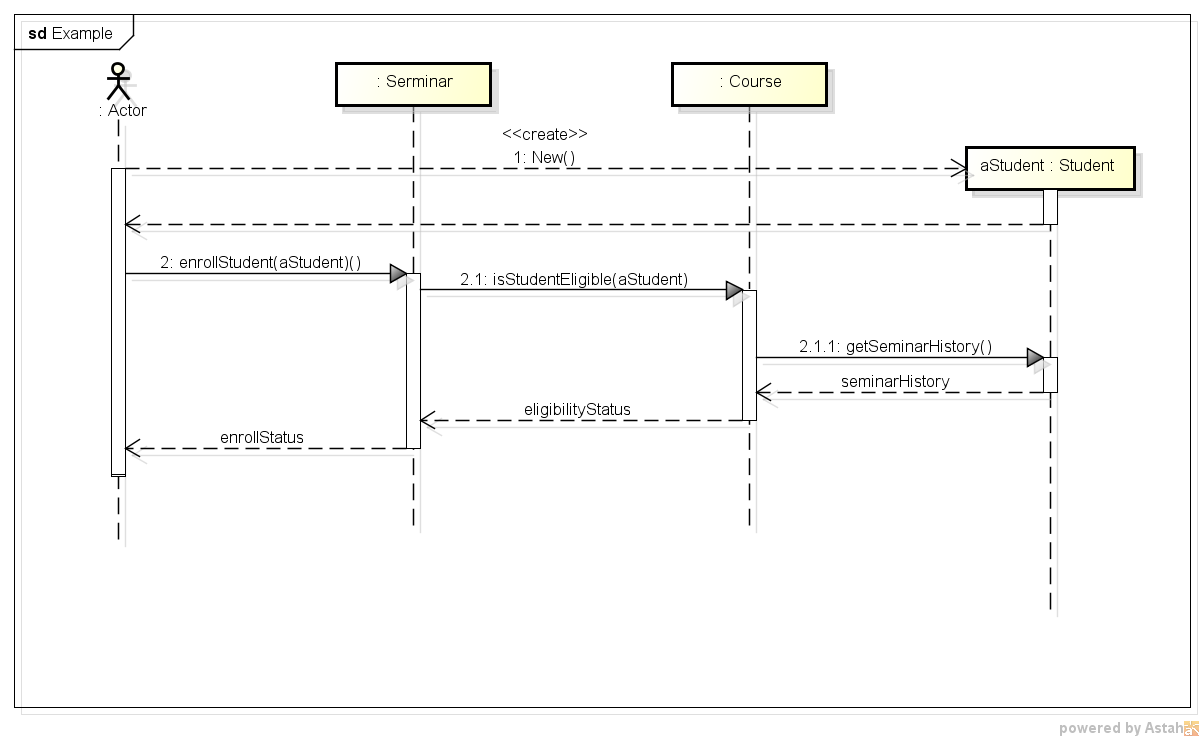 sd Example
: Actor
: Serminar
: Course
<<create>>
1: New()
aStudent : Student
2: enrollStudent(aStudent)()
2.1: isStudentEligible(aStudent)
2.1.1: getSeminarHistory()
seminarHistory
eligibilityStatus
enrollStatus
powered by Astah